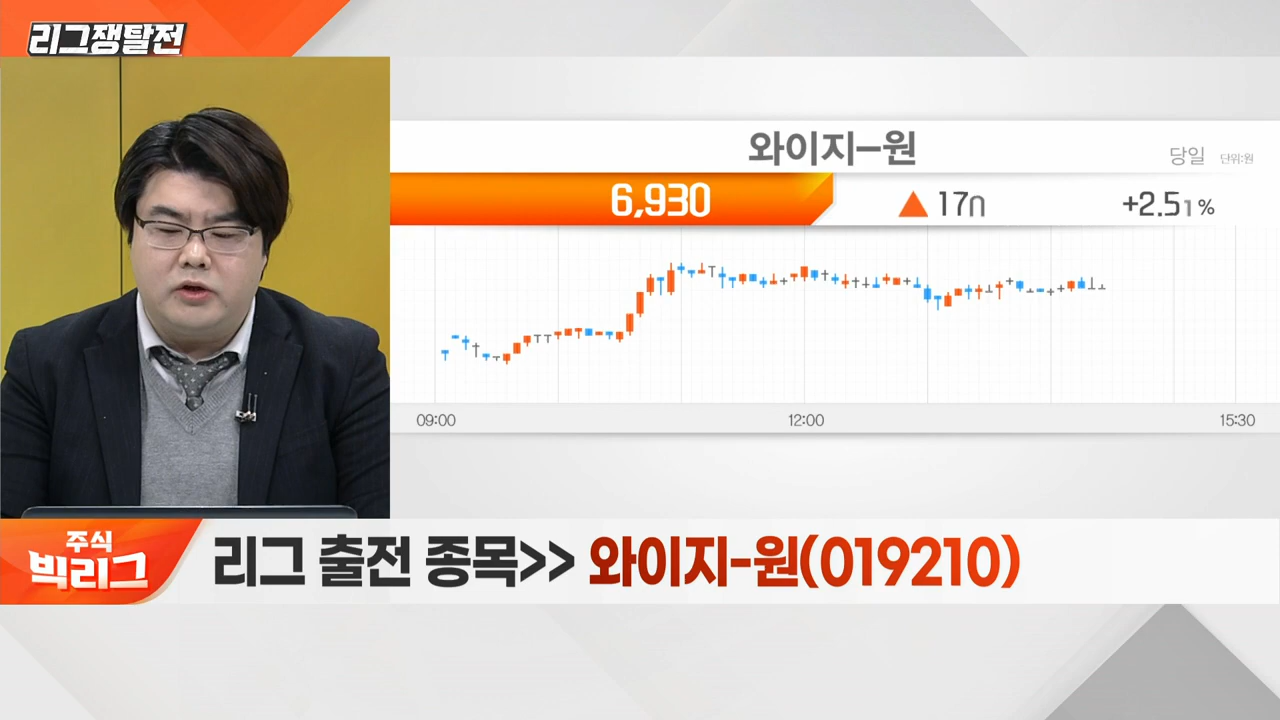 리그쟁탈전
와이지-원
당일 단위:원
6,930 ▲ +2.51%
09:00 12:00 15:30
주식
빅리그
리그 출전 종목>> 와이지-원(019210)